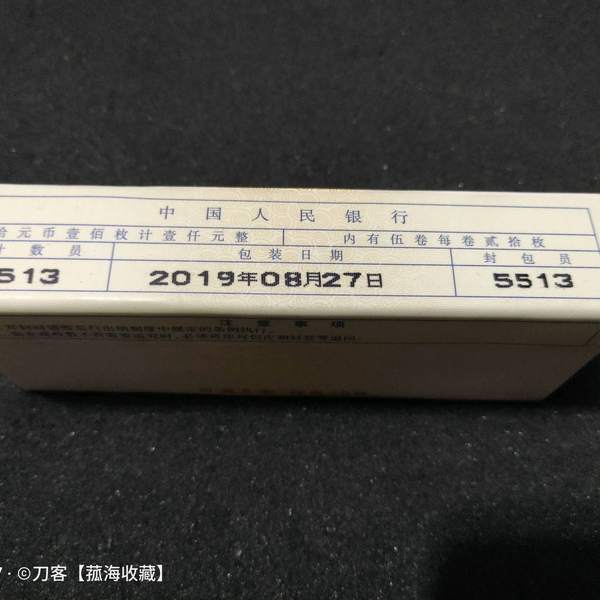 中国人民银行
拾元币壹佰枚计壹仟元整 内有伍卷每卷贰拾枚
计数员 包装日期 封包员
5513 2019年08月27日 5513
注意事项
©刀客【菰海收藏】